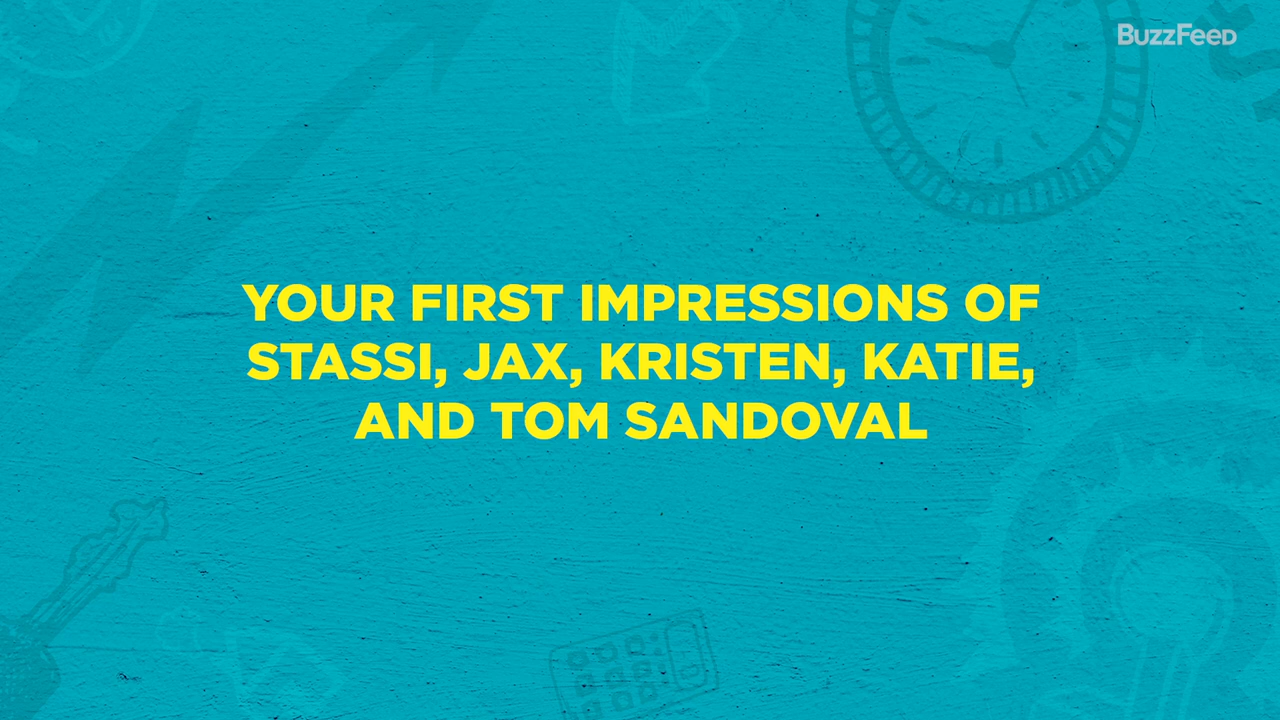 BuzzFeed
YOUR FIRST IMPRESSIONS OF
STASSI, JAX, KRISTEN, KATIE,
AND TOM SANDOVAL